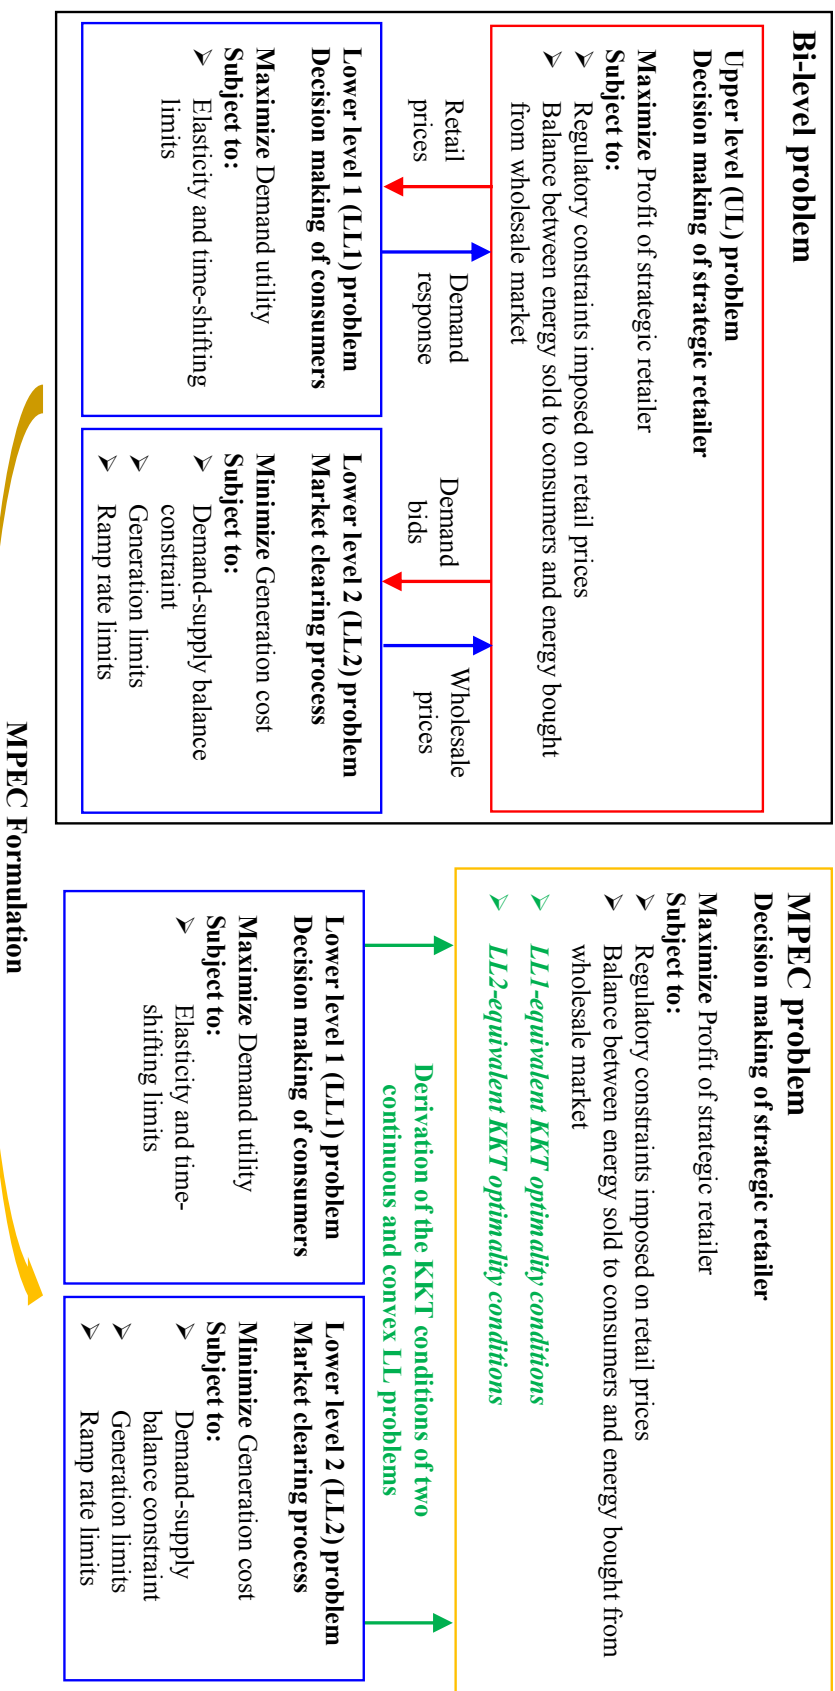 Bi-level problem
Upper level (UL) problem
Decision making of strategic retailer
Maximize Profit of strategic retailer
Subject to:
➢ Regulatory constraints imposed on retail prices
➢ Balance between energy sold to consumers and energy bought
from wholesale market
Retail
prices
Demand
response
Demand
bids
Wholesale
prices
Lower level 1 (LL1) problem
Decision making of consumers
Maximize Demand utility
Subject to:
➢ Elasticity and time-shifting
limits
Lower level 2 (LL2) problem
Market clearing process
Minimize Generation cost
Subject to:
➢ Demand-supply balance
constraint
➢ Generation limits
➢ Ramp rate limits
MPEC Formulation
MPEC problem
Decision making of strategic retailer
Maximize Profit of strategic retailer
Subject to:
➢ Regulatory constraints imposed on retail prices
➢ Balance between energy sold to consumers and energy bought from
wholesale market
➢ LL1-equivalent KKT optimality conditions
➢ LL2-equivalent KKT optimality conditions
Derivation of the KKT conditions of two
continuous and convex LL problems
Lower level 1 (LL1) problem
Decision making of consumers
Maximize Demand utility
Subject to:
➢ Elasticity and time-
shifting limits
Lower level 2 (LL2) problem
Market clearing process
Minimize Generation cost
Subject to:
➢ Demand-supply
balance constraint
➢ Generation limits
➢ Ramp rate limits